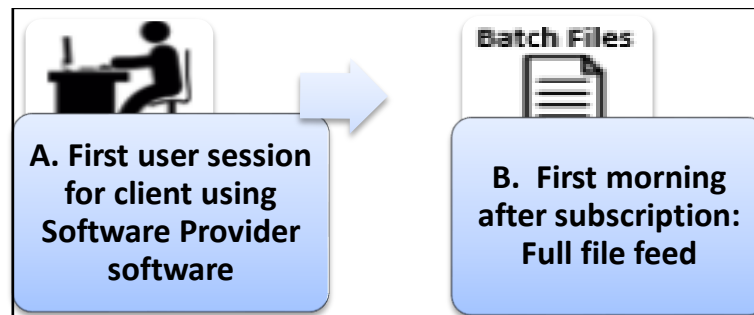 Batch Files
A. First user session
for client using
Software Provider
software
B. First morning
after subscription:
Full file feed